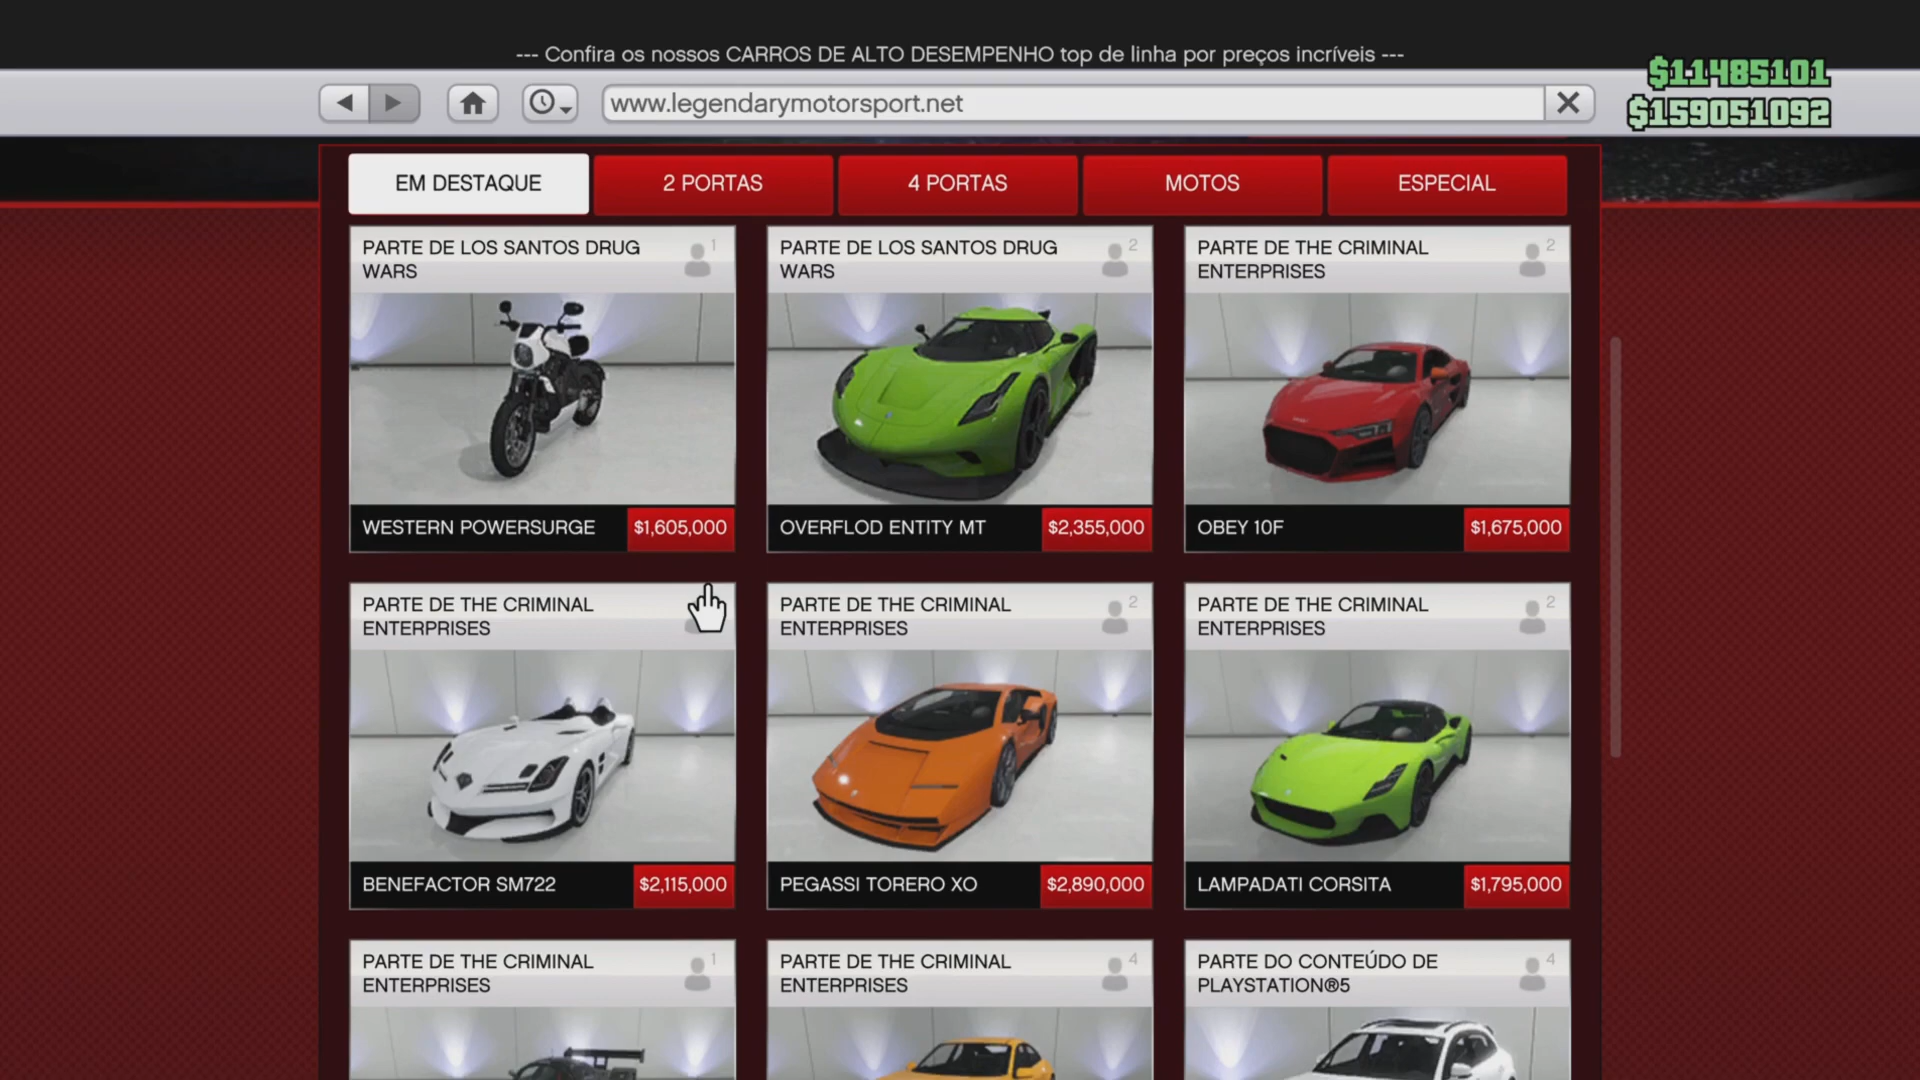 --- Confira os nossos CARROS DE ALTO DESEMPENHO top de linha por preços incríveis ---
www.legendarymotorsport.net
$11485101
$159051092
EM DESTAQUE
2 PORTAS
4 PORTAS
MOTOS
ESPECIAL
PARTE DE LOS SANTOS DRUG
WARS
1
PARTE DE LOS SANTOS DRUG
WARS
2
PARTE DE THE CRIMINAL
ENTERPRISES
2
WESTERN POWERSURGE
$1,605,000
OVERFLOD ENTITY MT
$2,355,000
OBEY 10F
$1,675,000
PARTE DE THE CRIMINAL
ENTERPRISES
PARTE DE THE CRIMINAL
ENTERPRISES
2
PARTE DE THE CRIMINAL
ENTERPRISES
2
BENEFACTOR SM722
$2,115,000
PEGASSI TORERO XO
$2,890,000
LAMPADATI CORSITA
$1,795,000
PARTE DE THE CRIMINAL
ENTERPRISES
1
PARTE DE THE CRIMINAL
ENTERPRISES
4
PARTE DO CONTEÚDO DE
PLAYSTATION®5
4